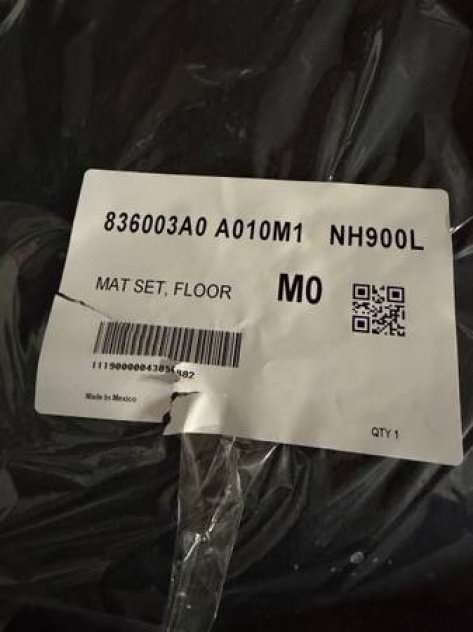 836003A0 A010M1 NH900L
MAT SET, FLOOR M0
Made In Mexico
QTY 1